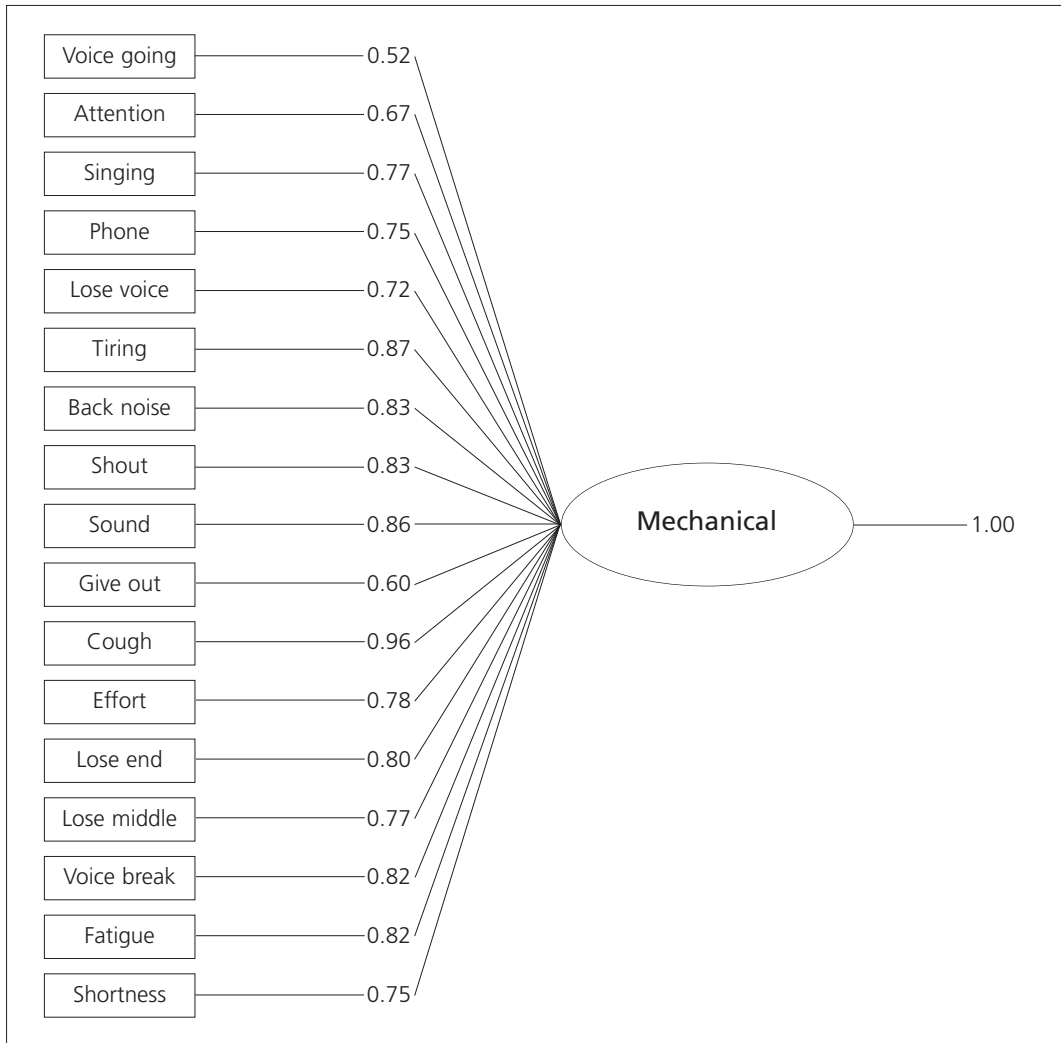 Voice going 0.52
Attention 0.67
Singing 0.77
Phone 0.75
Lose voice 0.72
Tiring 0.87
Back noise 0.83
Shout 0.83
Sound 0.86 Mechanical 1.00
Give out 0.60
Cough 0.96
Effort 0.78
Lose end 0.80
Lose middle 0.77
Voice break 0.82
Fatigue 0.82
Shortness 0.75